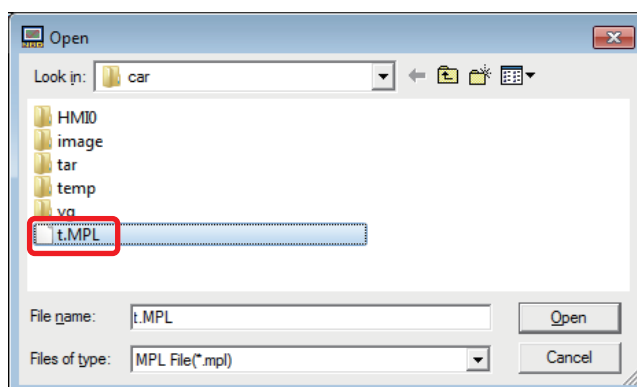 Open
Look in: car
HMI0
image
tar
temp
vg
t.MPL
File name: t.MPL Open
Files of type: MPL File(*.mpl) Cancel